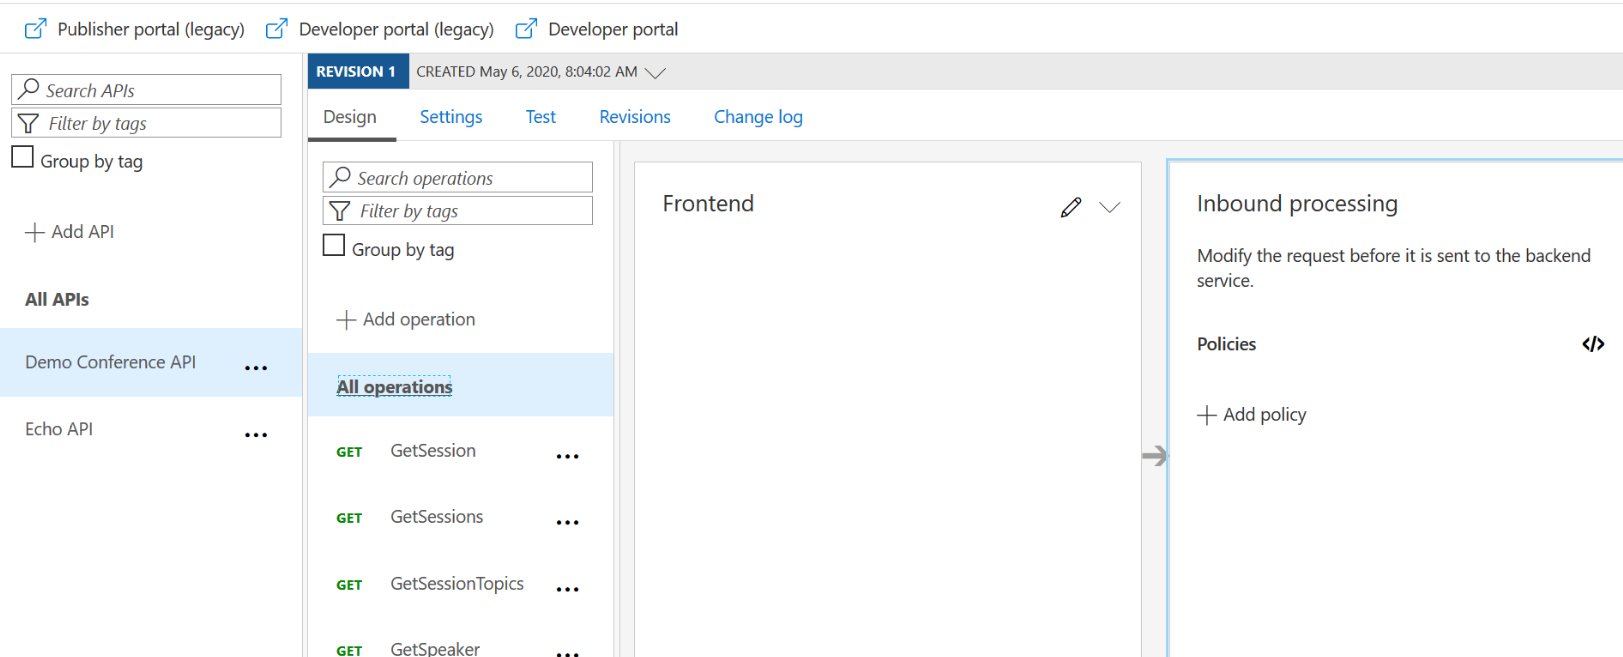 Publisher portal (legacy) Developer portal (legacy) Developer portal
Search APIs
Filter by tags
Group by tag
Add API
All APIs
Demo Conference API
Echo API
REVISION 1 CREATED May 6, 2020, 8:04:02 AM
Design Settings Test Revisions Change log
Search operations
Filter by tags
Group by tag
Add operation
All operations
GET GetSession
GET GetSessions
GET GetSessionTopics
GET GetSpeaker
Frontend
Inbound processing
Modify the request before it is sent to the backend
service.
Policies </>
Add policy